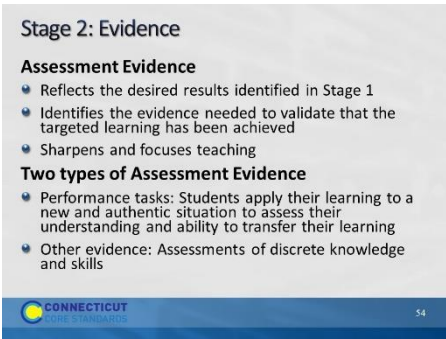 Stage 2: Evidence
Assessment Evidence
Reflects the desired results identified in Stage 1
Identifies the evidence needed to validate that the
targeted learning has been achieved
Sharpens and focuses teaching
Two types of Assessment Evidence
Performance tasks: Students apply their learning to a
new and authentic situation to assess their
understanding and ability to transfer their learning
Other evidence: Assessments of discrete knowledge
and skills
CONNECTICUT
CORE STANDARDS
54